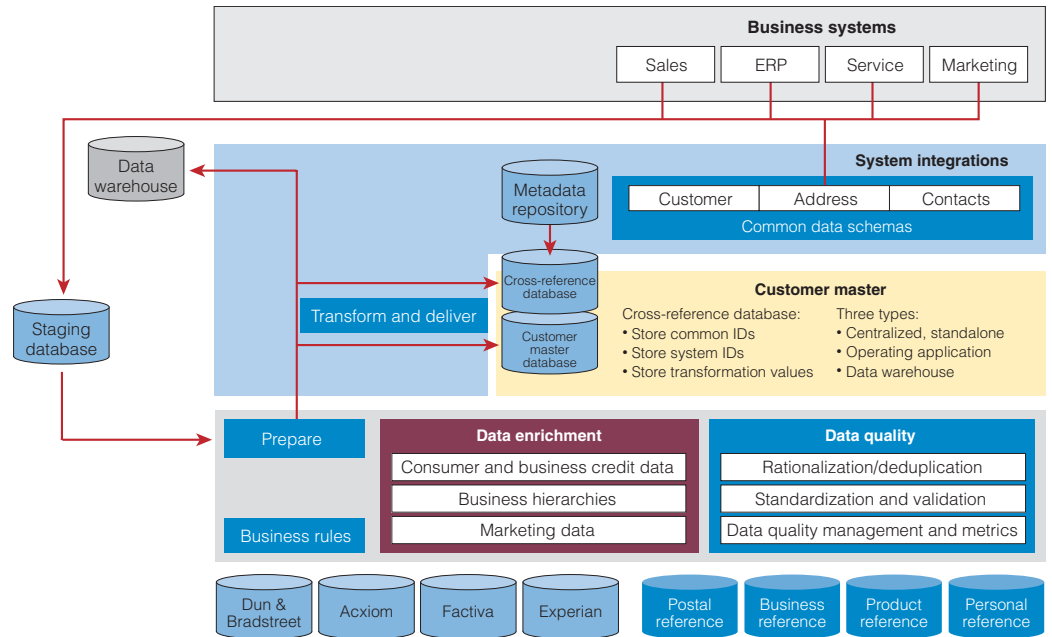 Business systems
Sales
ERP
Service
Marketing
Data
warehouse
System integrations
Metadata
repository
Customer
Address
Contacts
Common data schemas
Cross-reference
database
Staging
database
Transform and deliver
Customer
master
database
Customer master
Cross-reference database:
• Store common IDs
• Store system IDs
• Store transformation values
Three types:
• Centralized, standalone
• Operating application
• Data warehouse
Prepare
Business rules
Data enrichment
Consumer and business credit data
Business hierarchies
Marketing data
Data quality
Rationalization/deduplication
Standardization and validation
Data quality management and metrics
Dun &
Bradstreet
Acxiom
Factiva
Experian
Postal
reference
Business
reference
Product
reference
Personal
reference